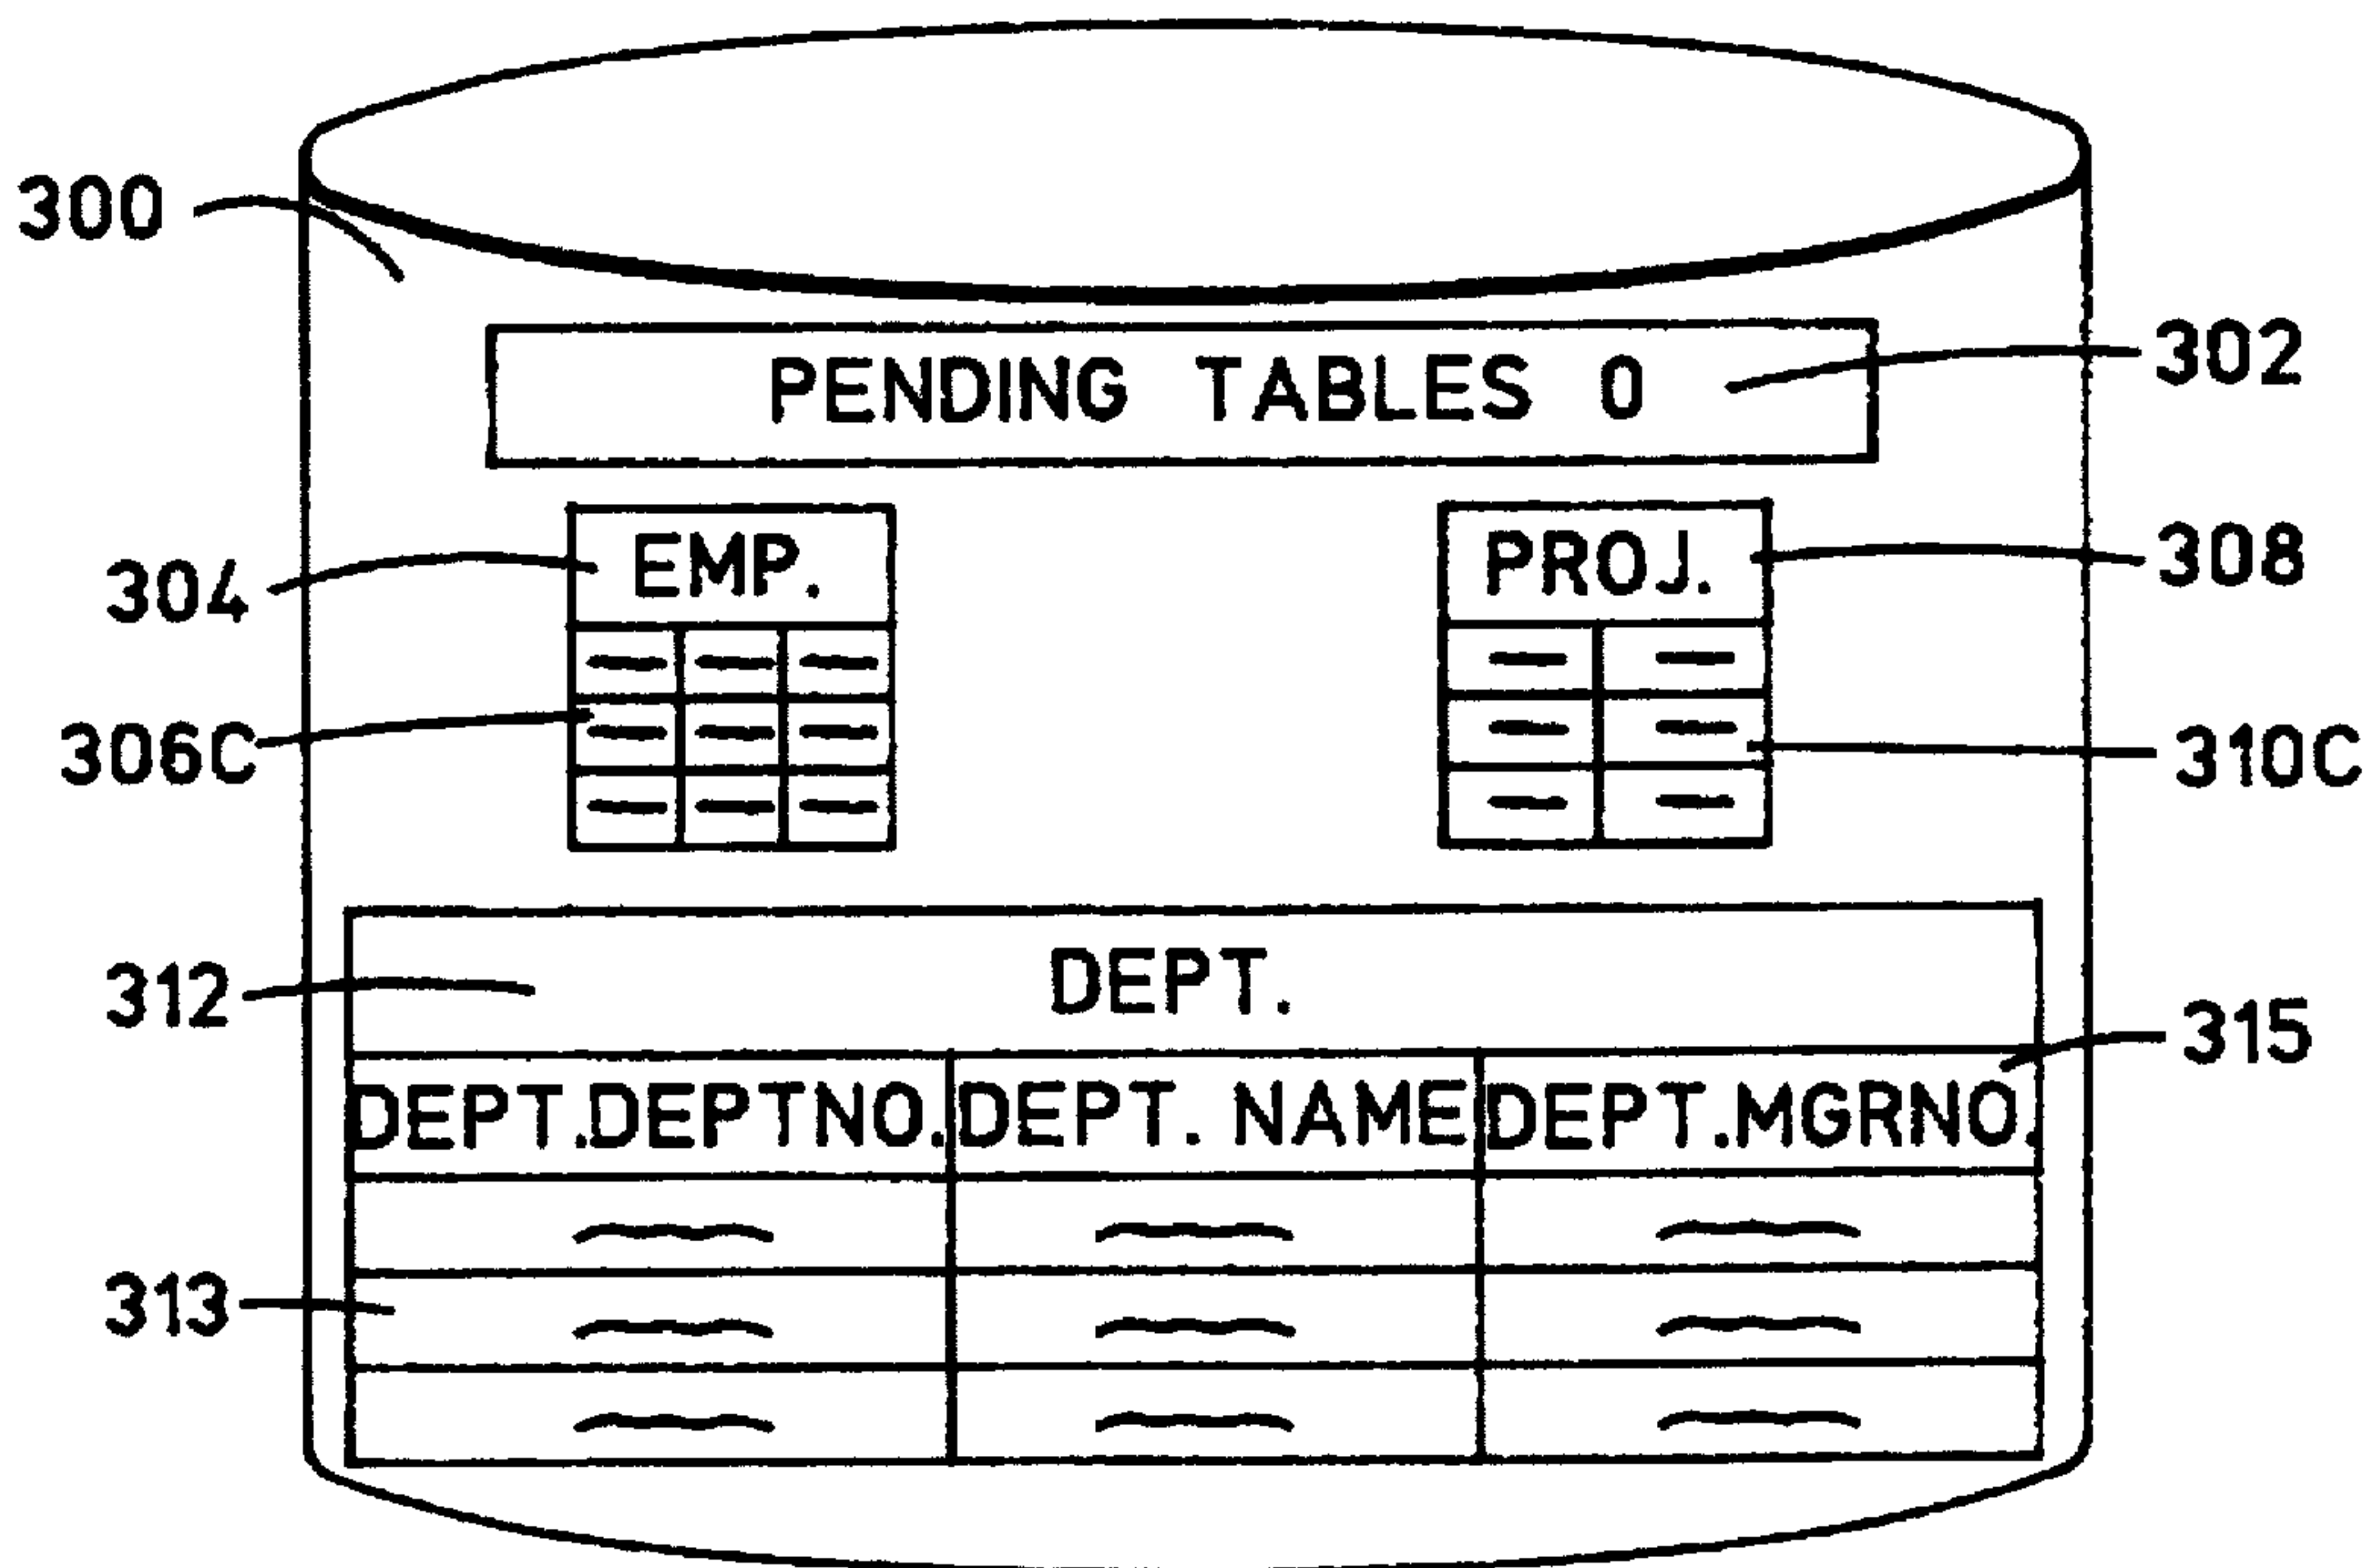 300
PENDING TABLES 0
302
304
EMP.
PROJ.
308
306C
310C
312
DEPT.
315
DEPT.DEPTNO. DEPT. NAME DEPT.MGRNO.
313